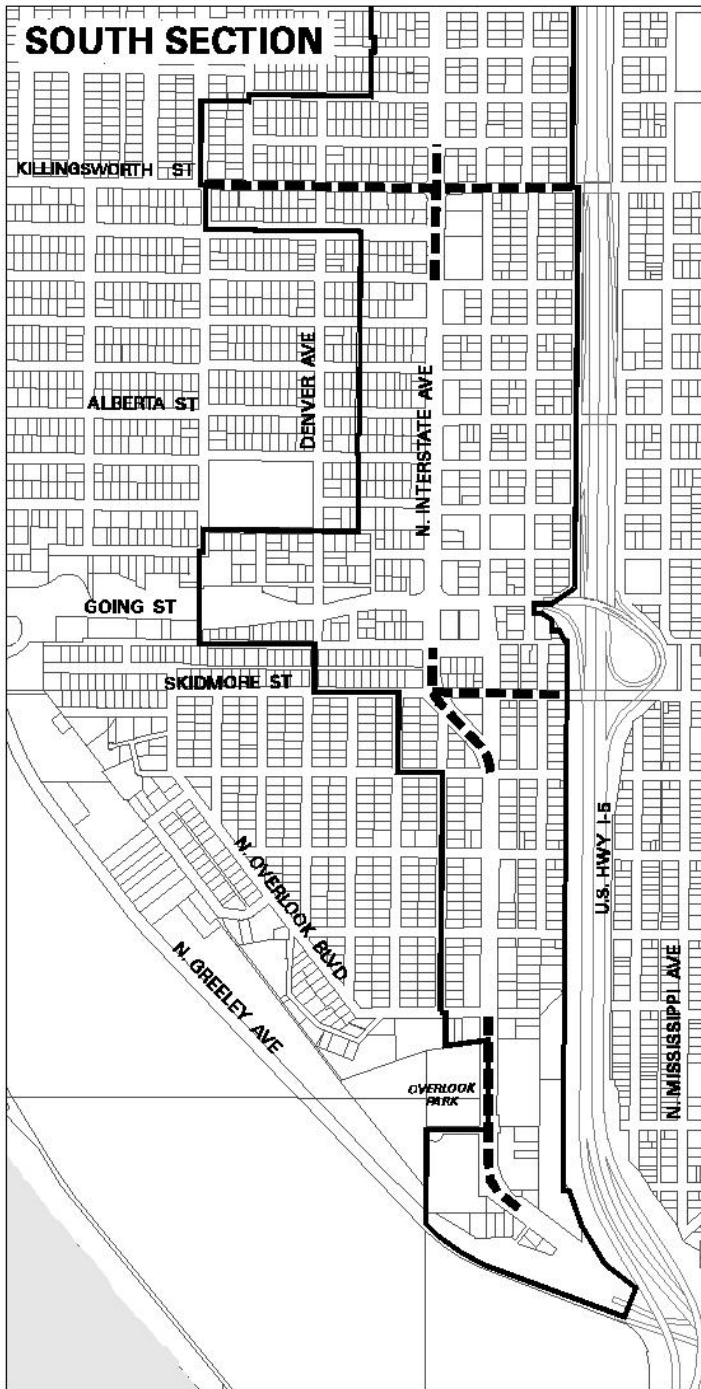 SOUTH SECTION
KILLINGSWORTH ST
DENVER AVE
N. INTERSTATE AVE
ALBERTA ST
GOING ST
SKIDMORE ST
U.S. HWY I-5
N. OVERLOOK BLVD.
N. GREELEY AVE
N. MISSISSIPPI AVE
OVERLOOK
PARK